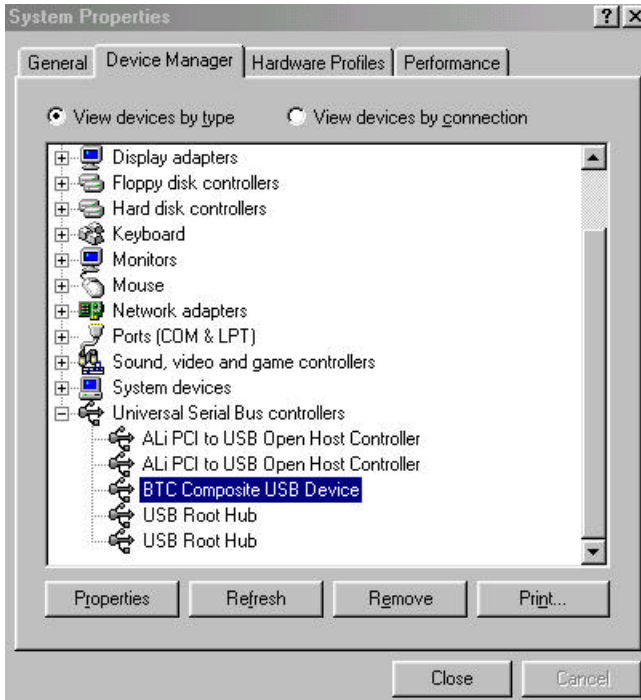 System Properties
? X
General Device Manager Hardware Profiles Performance
View devices by type View devices by connection
Display adapters
Floppy disk controllers
Hard disk controllers
Keyboard
Monitors
Mouse
Network adapters
Ports (COM & LPT)
Sound, video and game controllers
System devices
Universal Serial Bus controllers
ALi PCI to USB Open Host Controller
ALi PCI to USB Open Host Controller
BTC Composite USB Device
USB Root Hub
USB Root Hub
Properties Refresh Remove Print...
Close Cancel